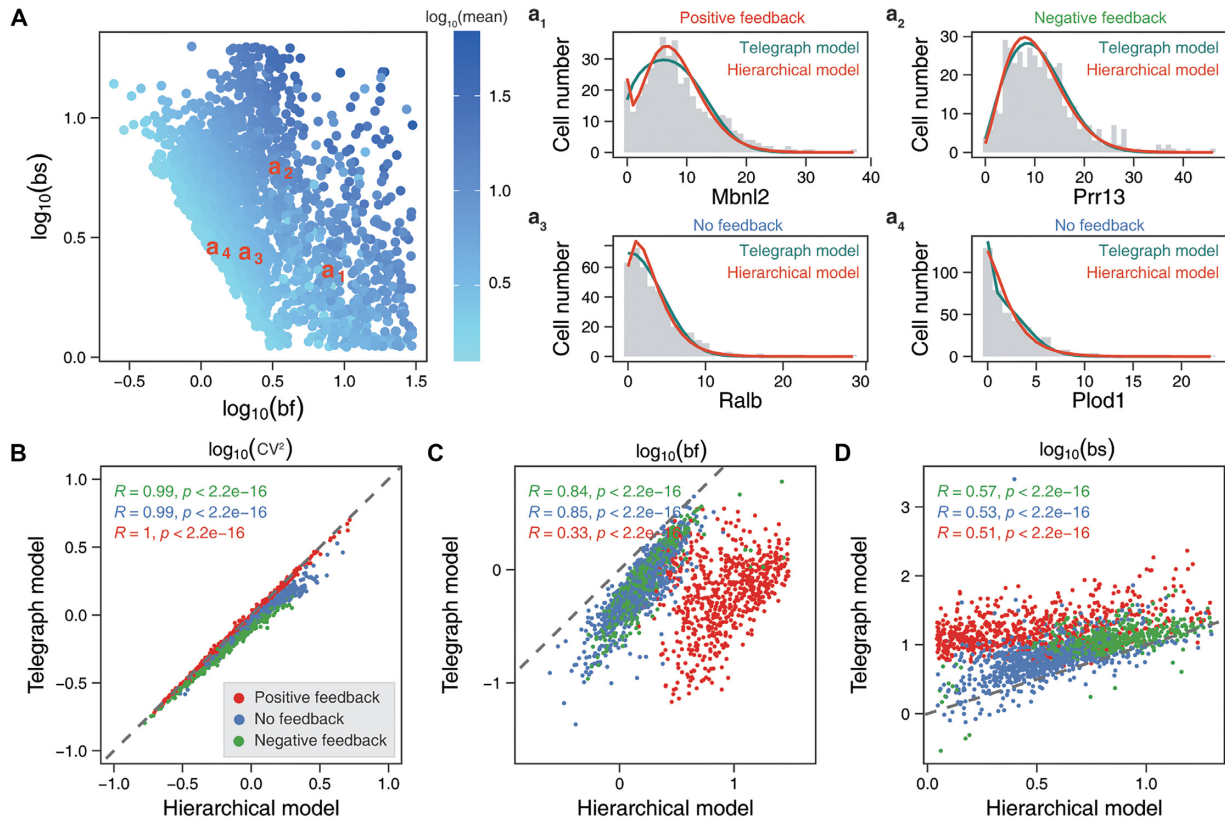 A
log₁₀(mean)
1.5
1.0
0.5
log₁₀(bs)
1.0
0.5
0.0
a₂
a₄ a₃
a₁
−0.5 0.0 0.5 1.0 1.5
log₁₀(bf)
a₁
Positive feedback
Telegraph model
Hierarchical model
Cell number
30
20
10
0
0 10 20 30 40
Mbnl2
a₂
Negative feedback
Telegraph model
Hierarchical model
Cell number
30
20
10
0
0 10 20 30 40
Prr13
a₃
No feedback
Telegraph model
Hierarchical model
Cell number
60
40
20
0
0 10 20 30
Ralb
a₄
No feedback
Telegraph model
Hierarchical model
Cell number
100
50
0
0 5 10 15 20
Plod1
B
log₁₀(CV²)
R = 0.99, p < 2.2e−16
R = 0.99, p < 2.2e−16
R = 1, p < 2.2e−16
Telegraph model
1.0
0.5
0.0
−0.5
−1.0
Positive feedback
No feedback
Negative feedback
−1.0 −0.5 0.0 0.5 1.0
Hierarchical model
C
log₁₀(bf)
R = 0.84, p < 2.2e−16
R = 0.85, p < 2.2e−16
R = 0.33, p < 2.2e−16
Telegraph model
0
−1
0 1
Hierarchical model
D
log₁₀(bs)
R = 0.57, p < 2.2e−16
R = 0.53, p < 2.2e−16
R = 0.51, p < 2.2e−16
Telegraph model
3
2
1
0
0.0 0.5 1.0
Hierarchical model